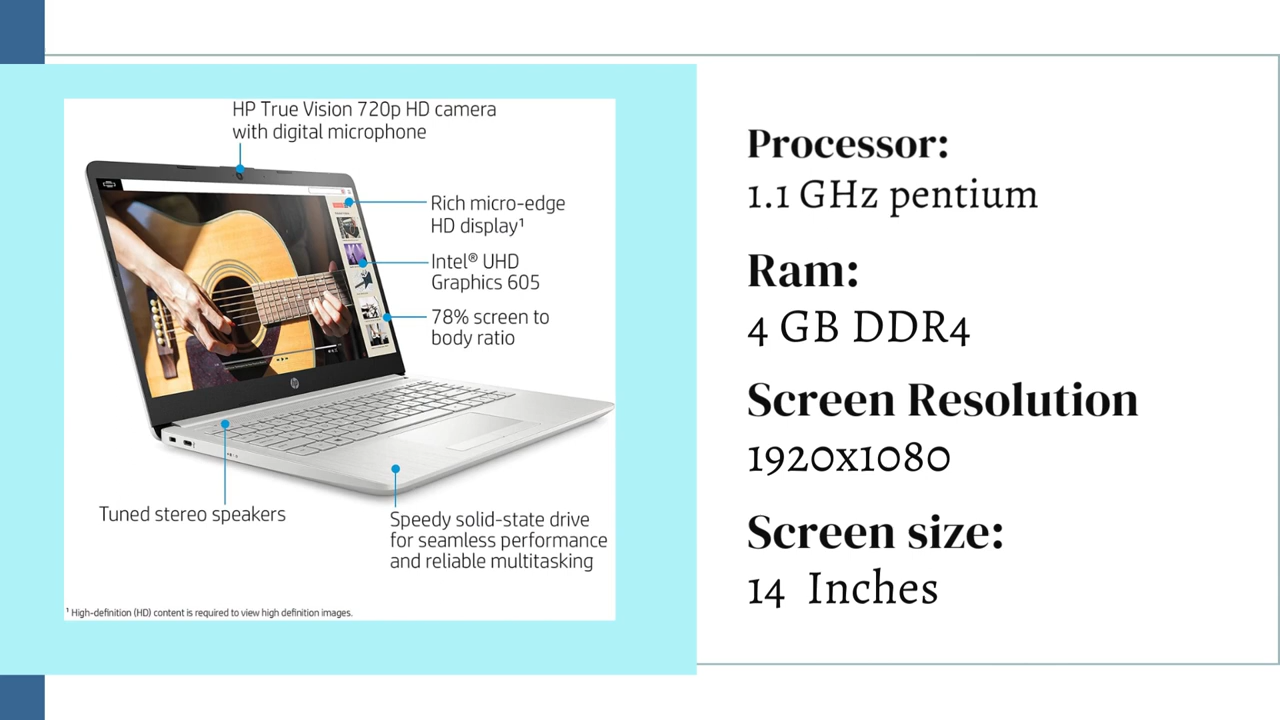 HP True Vision 720p HD camera
with digital microphone
Rich micro-edge
HD display¹
Intel® UHD
Graphics 605
78% screen to
body ratio
hp
Tuned stereo speakers
Speedy solid-state drive
for seamless performance
and reliable multitasking
¹ High-definition (HD) content is required to view high definition images.
Processor:
1.1 GHz pentium
Ram:
4 GB DDR4
Screen Resolution
1920x1080
Screen size:
14 Inches